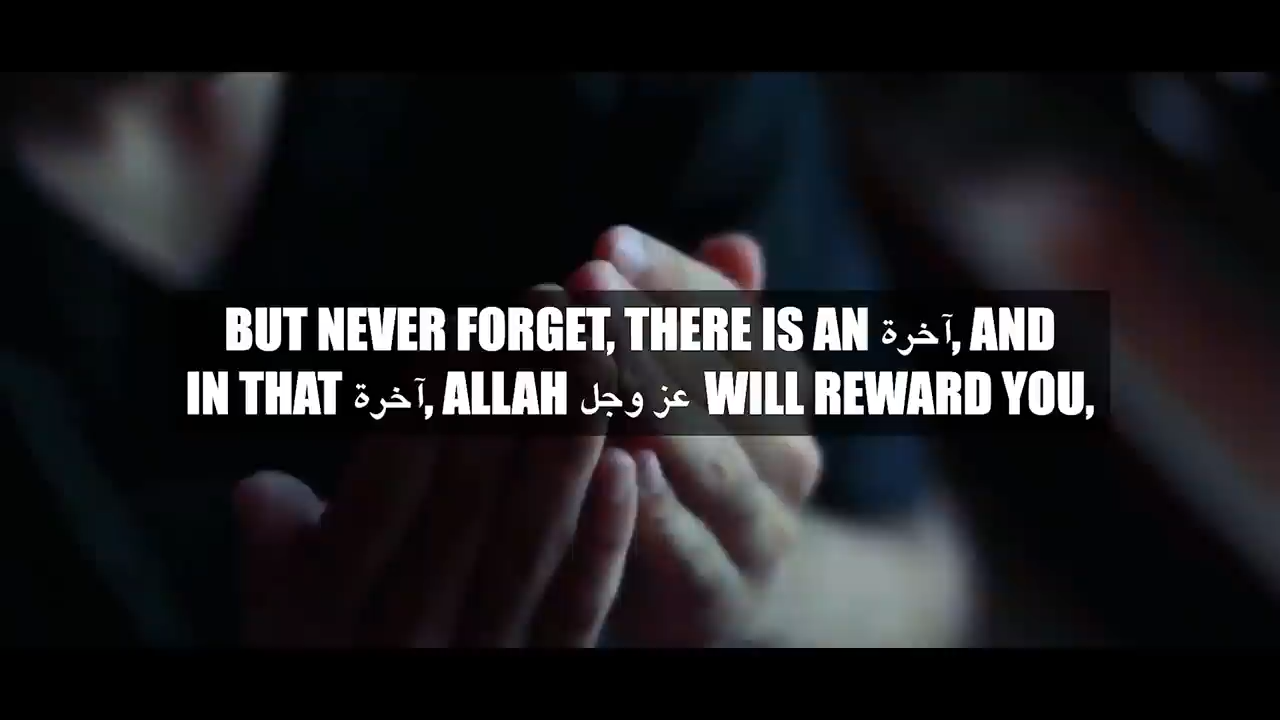 BUT NEVER FORGET, THERE IS AN آخرة, AND
IN THAT آخرة, ALLAH عز وجل WILL REWARD YOU,